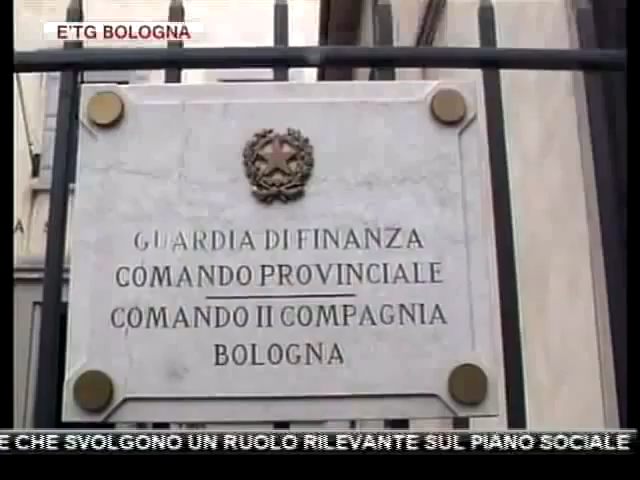 E'TG BOLOGNA
GUARDIA DI FINANZA
COMANDO PROVINCIALE
COMANDO II COMPAGNIA
BOLOGNA
E CHE SVOLGONO UN RUOLO RILEVANTE SUL PIANO SOCIALE